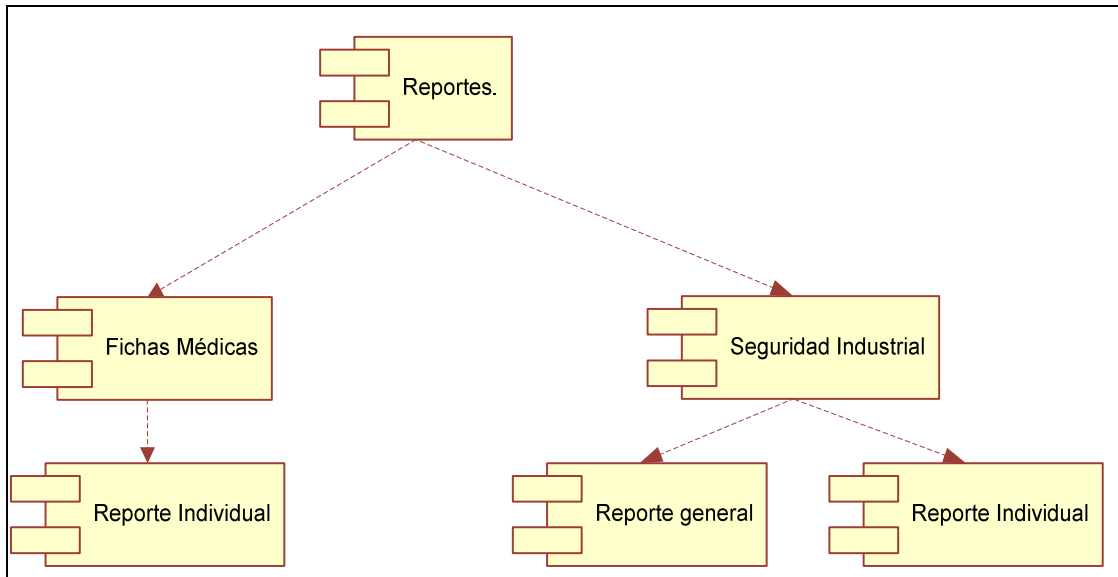 Reportes.
Fichas Médicas
Seguridad Industrial
Reporte Individual
Reporte general
Reporte Individual